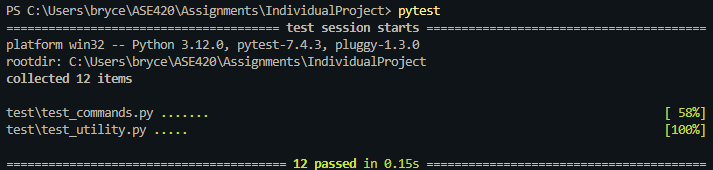 PS C:\Users\bryce\ASE420\Assignments\IndividualProject> pytest
======================================= test session starts ========================================
platform win32 -- Python 3.12.0, pytest-7.4.3, pluggy-1.3.0
rootdir: C:\Users\bryce\ASE420\Assignments\IndividualProject
collected 12 items
test\test_commands.py ....... [ 58%]
test\test_utility.py ..... [100%]
======================================== 12 passed in 0.15s ========================================